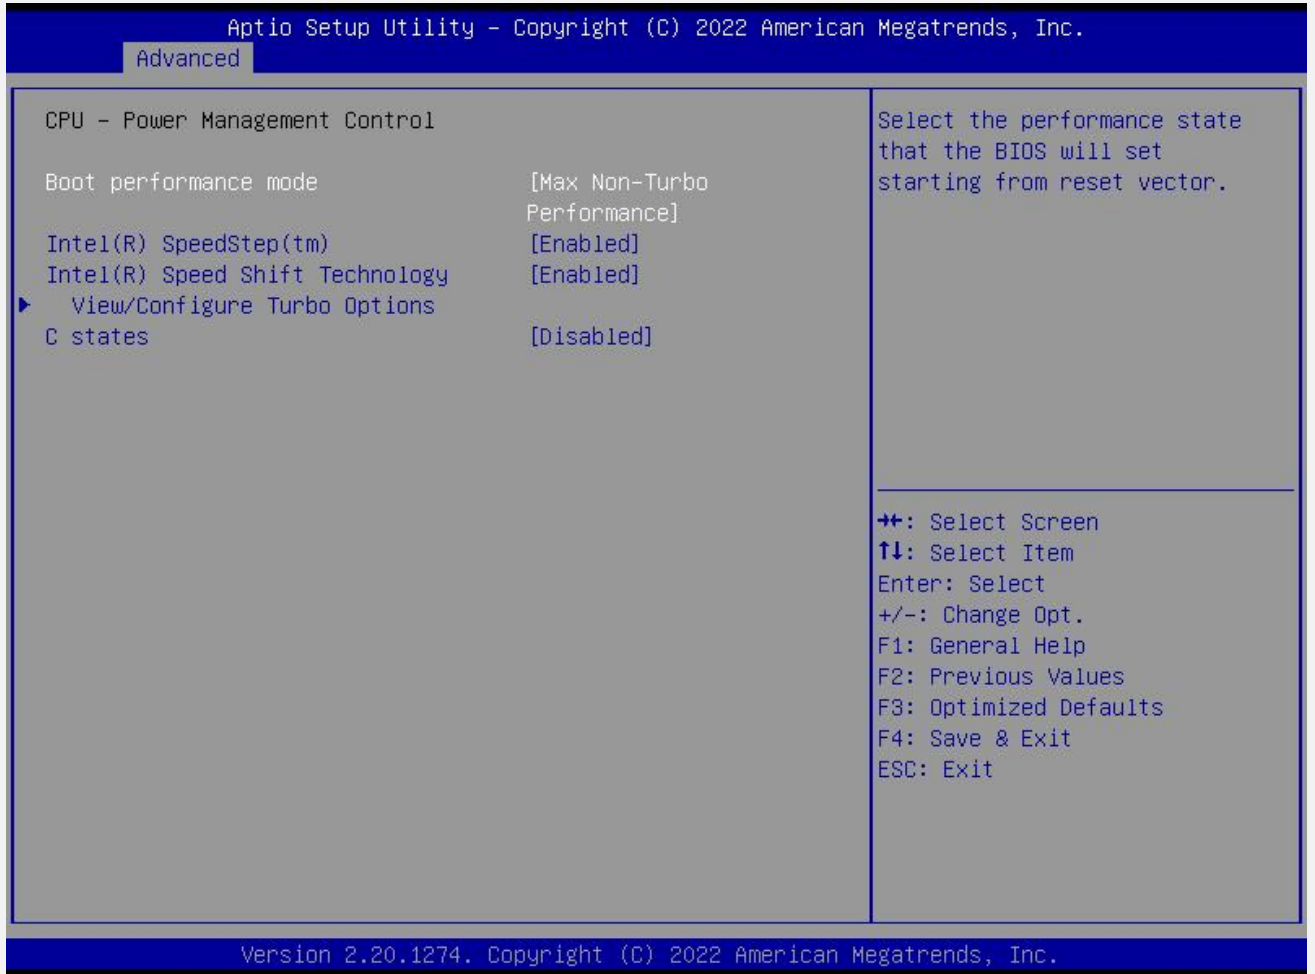 Aptio Setup Utility – Copyright (C) 2022 American Megatrends, Inc.
Advanced
CPU – Power Management Control
Boot performance mode [Max Non-Turbo
Performance]
Intel(R) SpeedStep(tm) [Enabled]
Intel(R) Speed Shift Technology [Enabled]
View/Configure Turbo Options
C states [Disabled]
Select the performance state
that the BIOS will set
starting from reset vector.
→←: Select Screen
↑↓: Select Item
Enter: Select
+/-: Change Opt.
F1: General Help
F2: Previous Values
F3: Optimized Defaults
F4: Save & Exit
ESC: Exit
Version 2.20.1274. Copyright (C) 2022 American Megatrends, Inc.